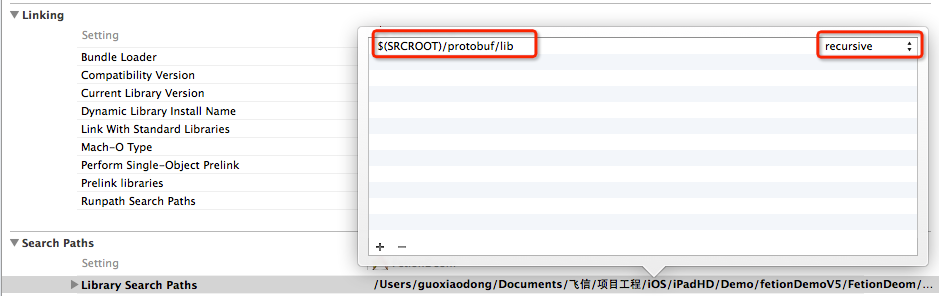 Linking
Setting
Bundle Loader
Compatibility Version
Current Library Version
Dynamic Library Install Name
Link With Standard Libraries
Mach-O Type
Perform Single-Object Prelink
Prelink libraries
Runpath Search Paths
$(SRCROOT)/protobuf/lib recursive
Search Paths
Setting
Library Search Paths /Users/guoxiaodong/Documents/飞信/项目工程/iOS/iPadHD/Demo/fetionDemoV5/FetionDeom/...